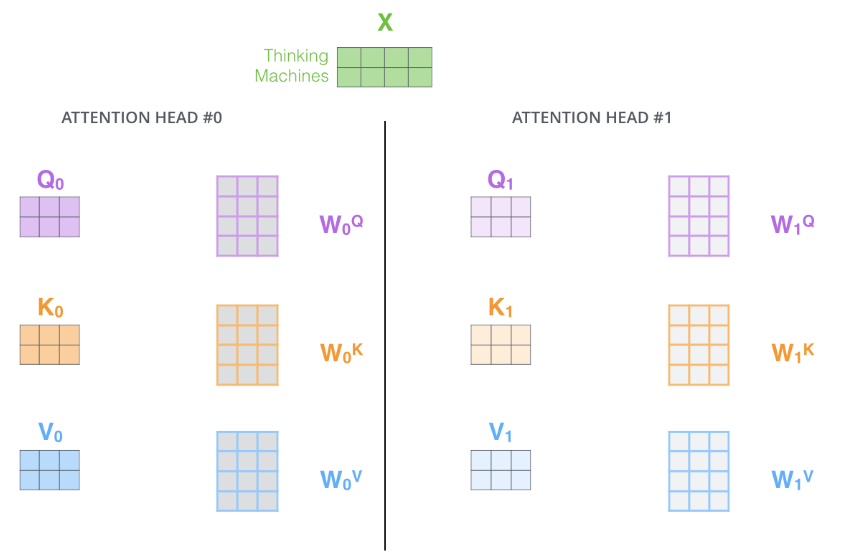 X
Thinking
Machines
ATTENTION HEAD #0
ATTENTION HEAD #1
Q₀
W₀Q
Q₁
W₁Q
K₀
W₀K
K₁
W₁K
V₀
W₀V
V₁
W₁V